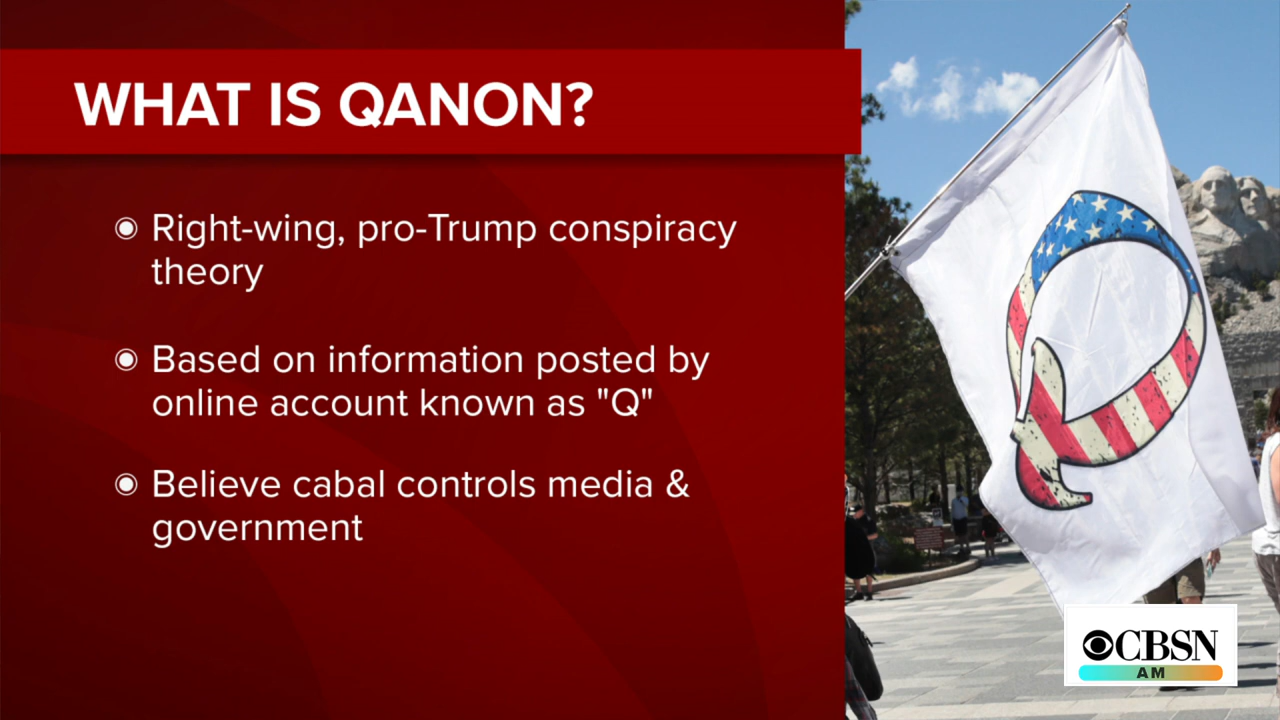 WHAT IS QANON?
◉ Right-wing, pro-Trump conspiracy
theory
◉ Based on information posted by
online account known as "Q"
◉ Believe cabal controls media &
government
Q
CBSN
AM